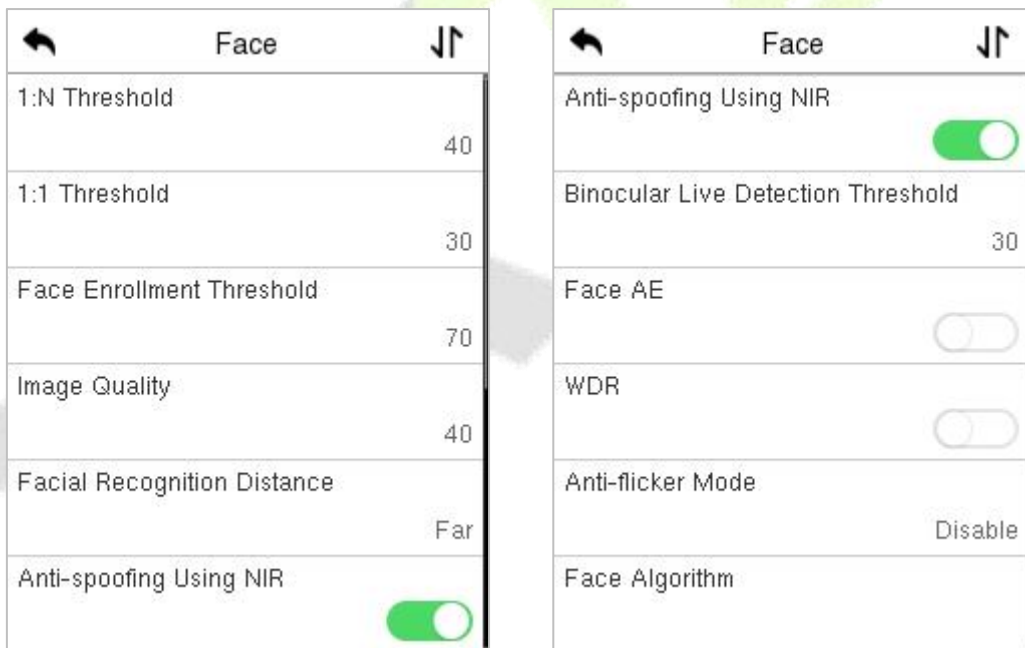 Face
1:N Threshold
40
1:1 Threshold
30
Face Enrollment Threshold
70
Image Quality
40
Facial Recognition Distance
Far
Anti-spoofing Using NIR
Face
Anti-spoofing Using NIR
Binocular Live Detection Threshold
30
Face AE
WDR
Anti-flicker Mode
Disable
Face Algorithm